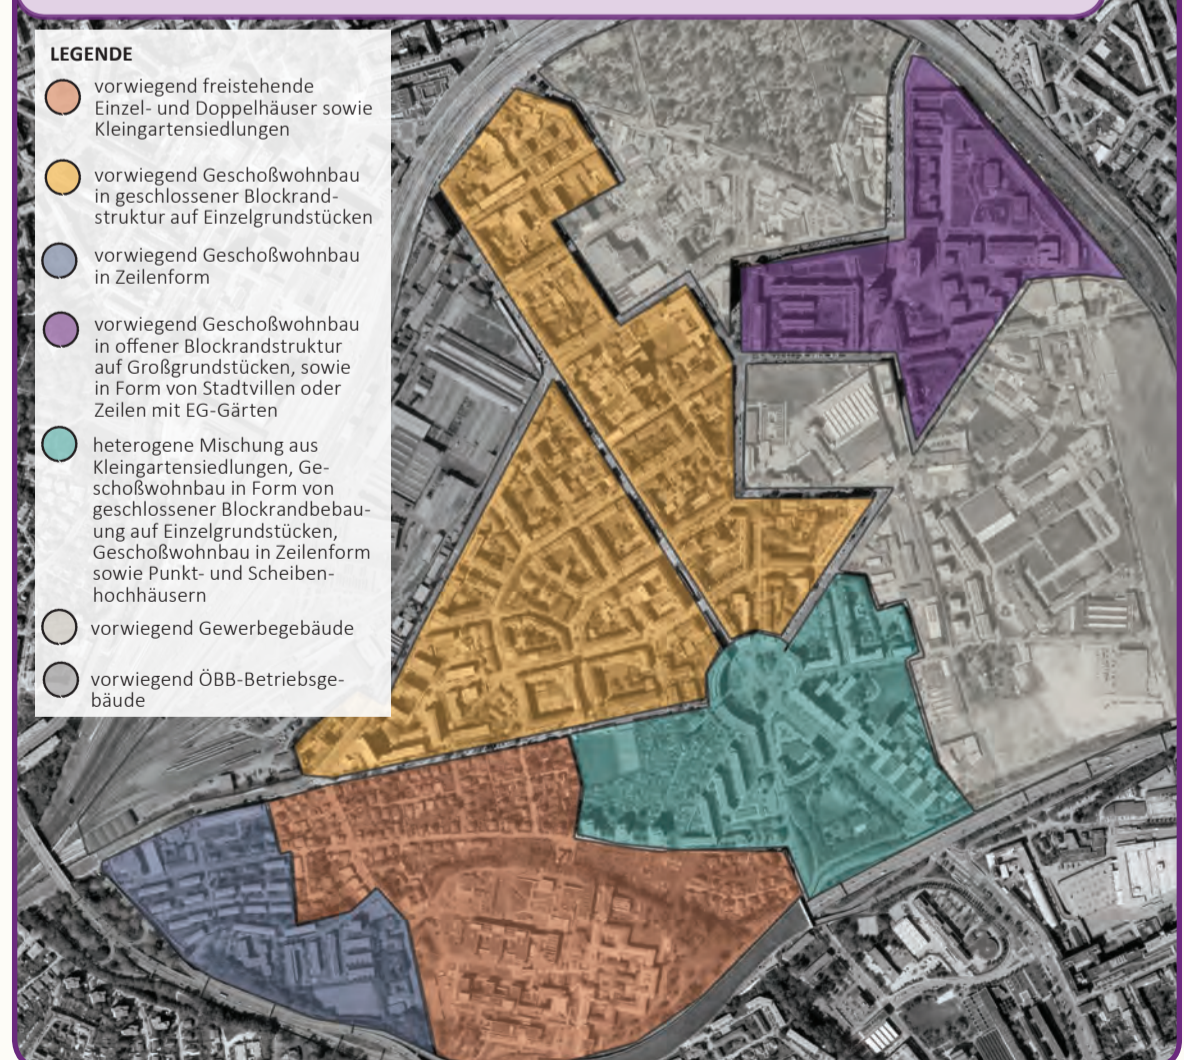 LEGENDE
vorwiegend freistehende
Einzel- und Doppelhäuser sowie
Kleingartensiedlungen
vorwiegend Geschoßwohnbau
in geschlossener Blockrand-
struktur auf Einzelgrundstücken
vorwiegend Geschoßwohnbau
in Zeilenform
vorwiegend Geschoßwohnbau
in offener Blockrandstruktur
auf Großgrundstücken, sowie
in Form von Stadtvillen oder
Zeilen mit EG-Gärten
heterogene Mischung aus
Kleingartensiedlungen, Ge-
schoßwohnbau in Form von
geschlossener Blockrandbebau-
ung auf Einzelgrundstücken,
Geschoßwohnbau in Zeilenform
sowie Punkt- und Scheiben-
hochhäusern
vorwiegend Gewerbegebäude
vorwiegend ÖBB-Betriebsge-
bäude